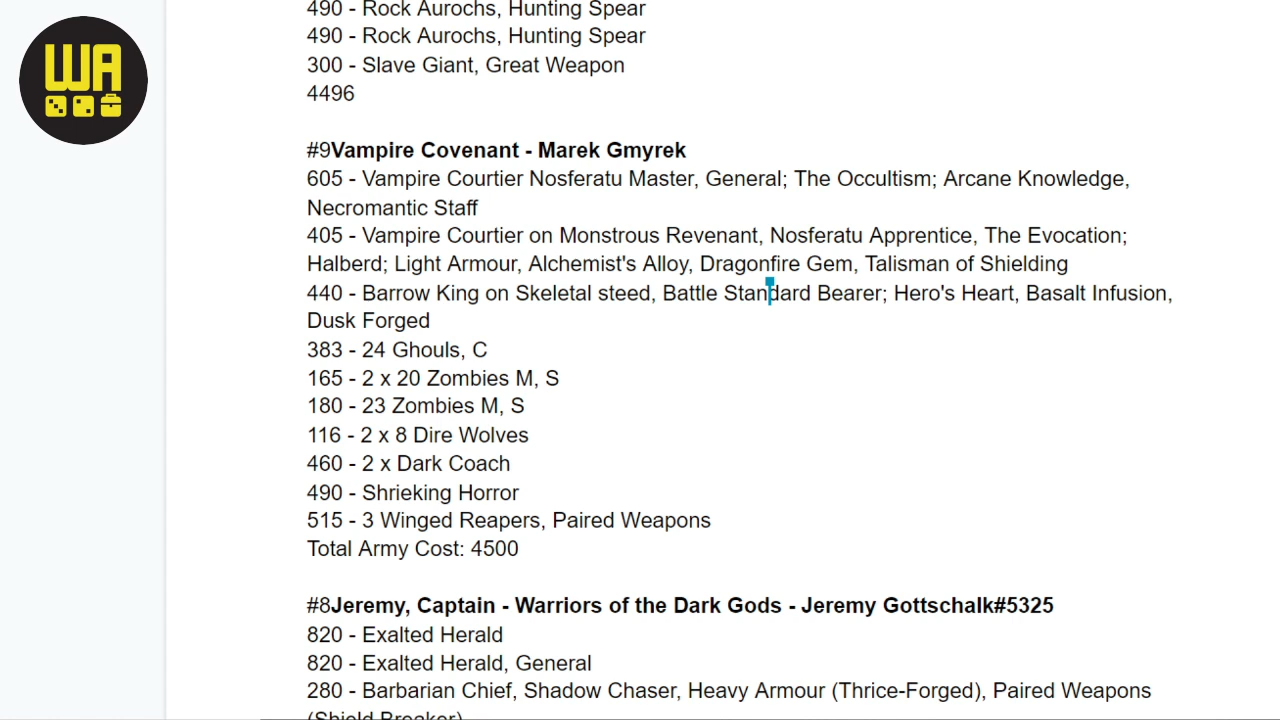 WA
490 - Rock Aurochs, Hunting Spear
490 - Rock Aurochs, Hunting Spear
300 - Slave Giant, Great Weapon
4496
#9Vampire Covenant - Marek Gmyrek
605 - Vampire Courtier Nosferatu Master, General; The Occultism; Arcane Knowledge,
Necromantic Staff
405 - Vampire Courtier on Monstrous Revenant, Nosferatu Apprentice, The Evocation;
Halberd; Light Armour, Alchemist's Alloy, Dragonfire Gem, Talisman of Shielding
440 - Barrow King on Skeletal steed, Battle Standard Bearer; Hero's Heart, Basalt Infusion,
Dusk Forged
383 - 24 Ghouls, C
165 - 2 x 20 Zombies M, S
180 - 23 Zombies M, S
116 - 2 x 8 Dire Wolves
460 - 2 x Dark Coach
490 - Shrieking Horror
515 - 3 Winged Reapers, Paired Weapons
Total Army Cost: 4500
#8Jeremy, Captain - Warriors of the Dark Gods - Jeremy Gottschalk#5325
820 - Exalted Herald
820 - Exalted Herald, General
280 - Barbarian Chief, Shadow Chaser, Heavy Armour (Thrice-Forged), Paired Weapons
(Shield Breaker)